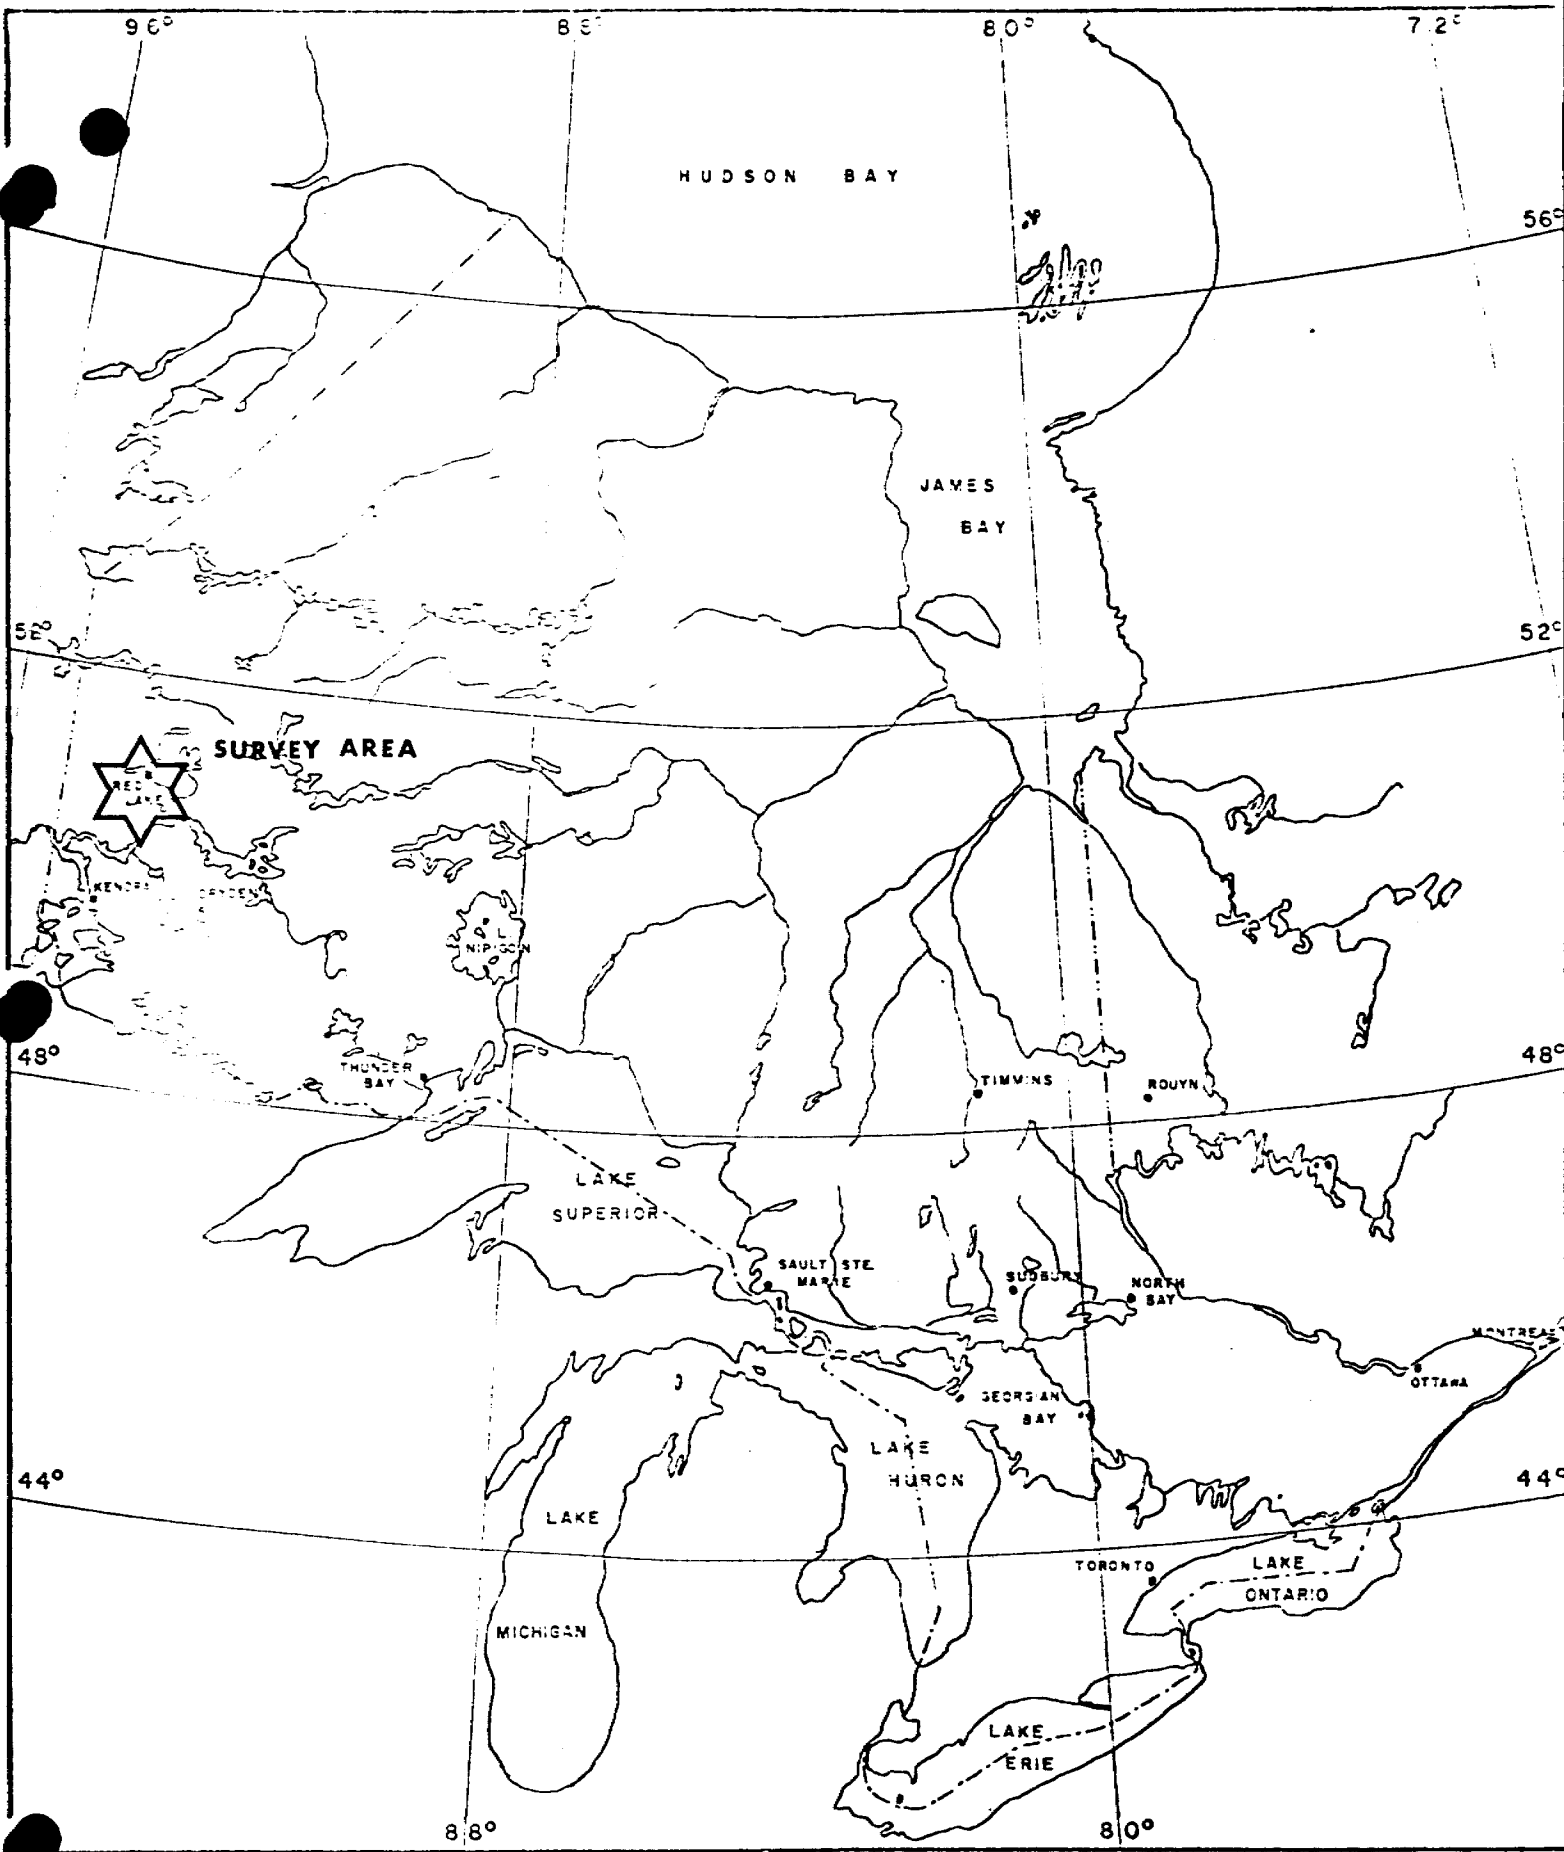 96° 88° 80° 72°
HUDSON BAY
56°
JAMES
BAY
52° 52°
SURVEY AREA
RED
LAKE
KENORA DRYDEN
L.
NIPIGON
48° 48°
THUNDER
BAY
TIMMINS
ROUYN
LAKE
SUPERIOR
SAULT STE.
MARIE
SUDBURY
NORTH
BAY
MONTREAL
OTTAWA
GEORGIAN
BAY
LAKE
HURON
44° 44°
LAKE
MICHIGAN
TORONTO
LAKE
ONTARIO
LAKE
ERIE
88° 80°